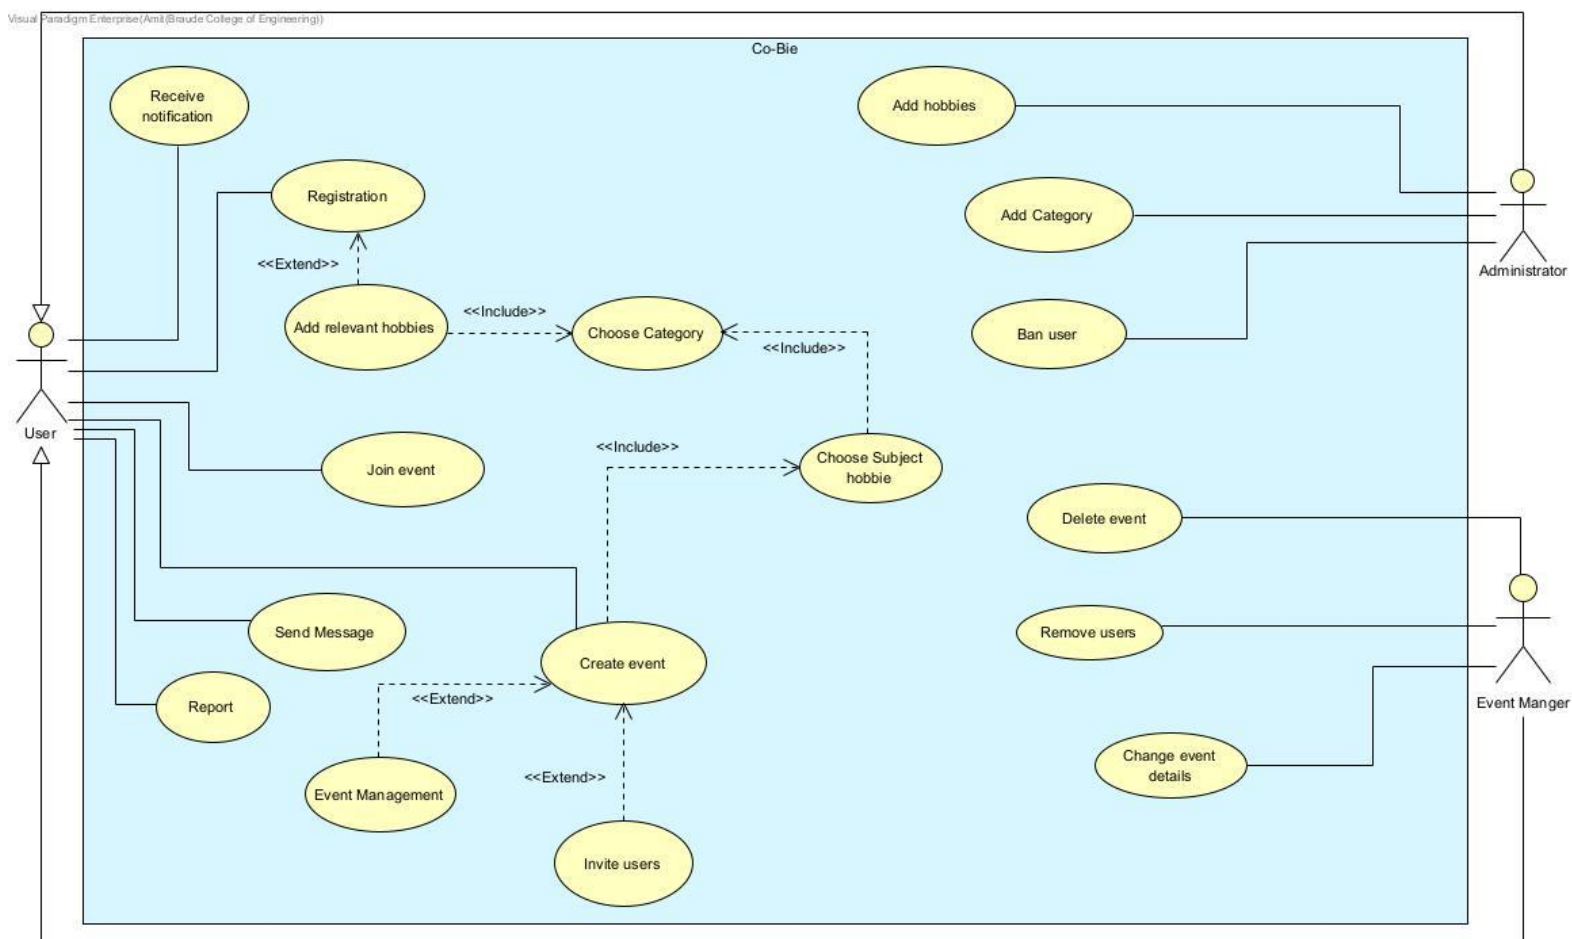 Visual Paradigm Enterprise(Amit(Braude College of Engineering))
Co-Bie
Receive
notification
Add hobbies
Registration
Add Category
<<Extend>>
Administrator
Add relevant hobbies
<<Include>>
Choose Category
<<Include>>
Ban user
User
<<Include>>
Choose Subject
hobbie
Join event
Delete event
Send Message
Create event
Remove users
<<Extend>>
Report
Event Manger
Event Management
<<Extend>>
Change event
details
Invite users